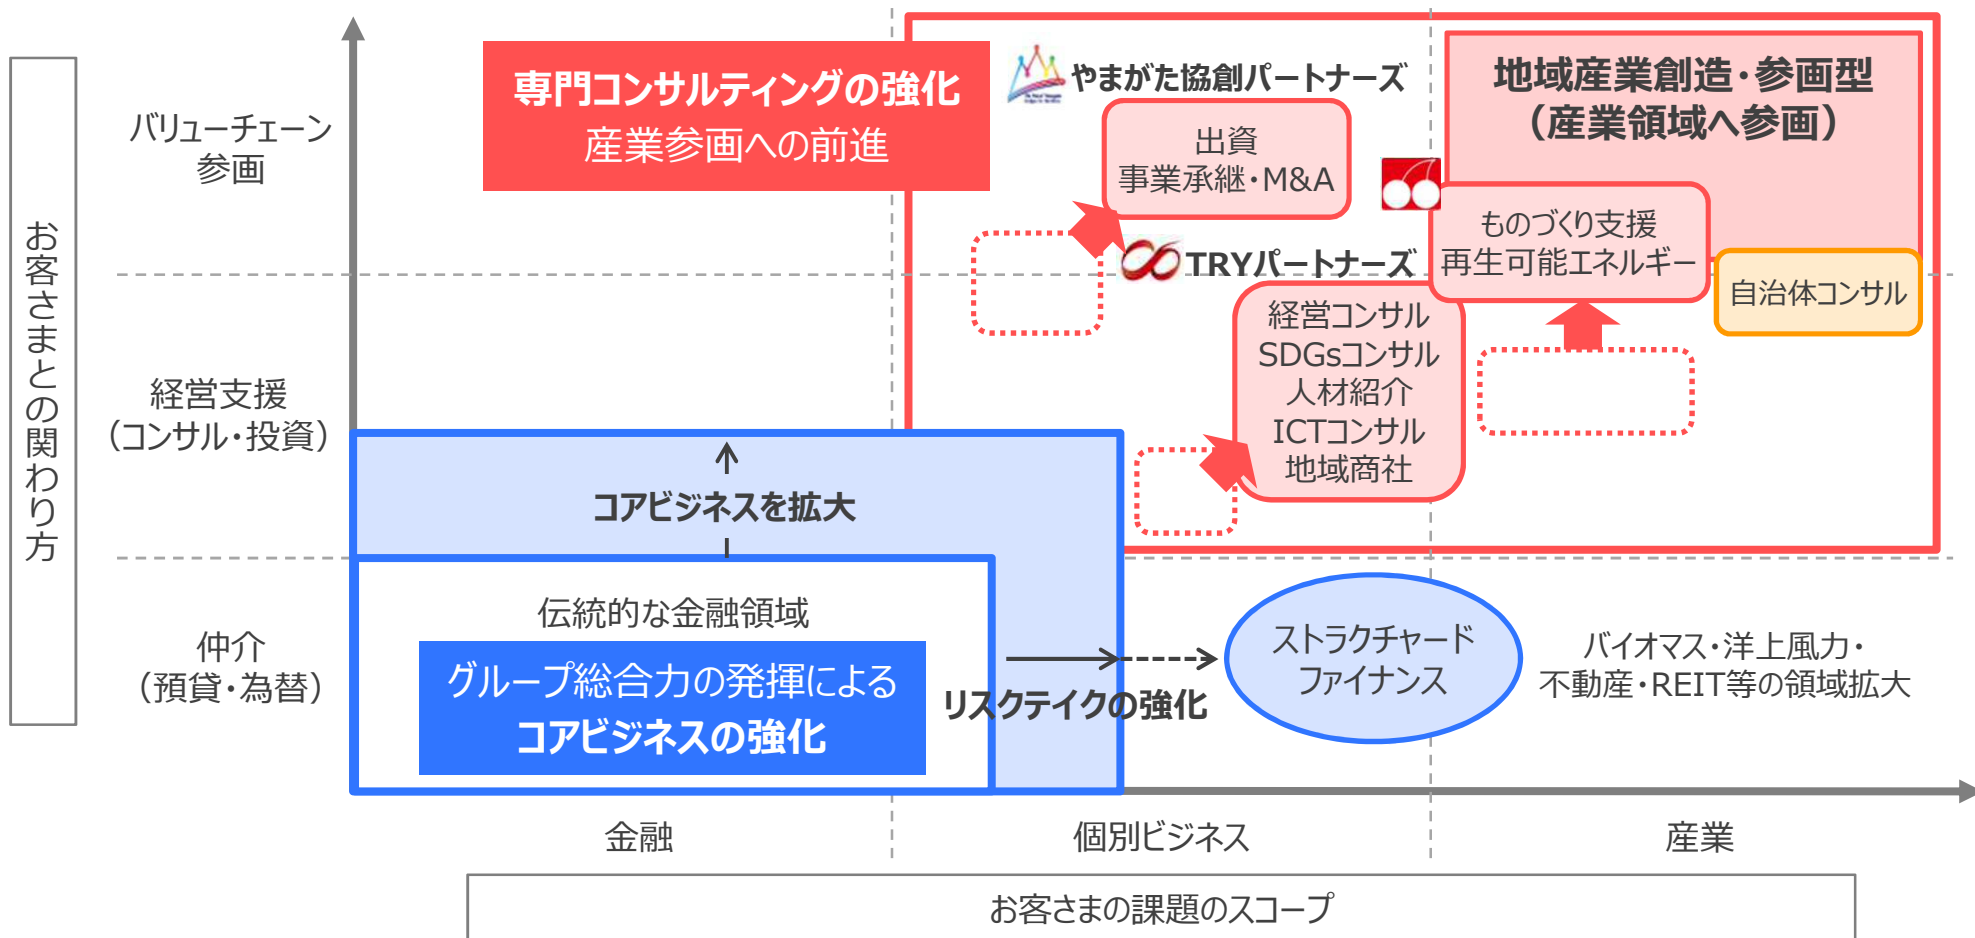 お客さまとの関わり方
バリューチェーン
参画
経営支援
（コンサル・投資）
仲介
（預貸・為替）
専門コンサルティングの強化
産業参画への前進
やまがた協創パートナーズ
出資
事業承継・M&A
地域産業創造・参画型
（産業領域へ参画）
ものづくり支援
再生可能エネルギー
自治体コンサル
TRYパートナーズ
経営コンサル
SDGsコンサル
人材紹介
ICTコンサル
地域商社
コアビジネスを拡大
伝統的な金融領域
グループ総合力の発揮による
コアビジネスの強化
リスクテイクの強化
ストラクチャード
ファイナンス
バイオマス・洋上風力・
不動産・REIT等の領域拡大
金融
個別ビジネス
産業
お客さまの課題のスコープ